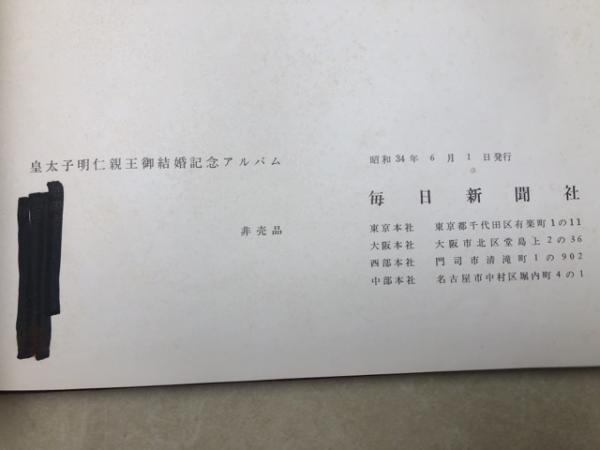 皇太子明仁親王御結婚記念アルバム
非売品
昭和34年6月1日発行
毎日新聞社
東京本社 東京都千代田区有楽町1の11
大阪本社 大阪市北区堂島上2の36
西部本社 門司市清滝町1の902
中部本社 名古屋市中村区堀内町4の1